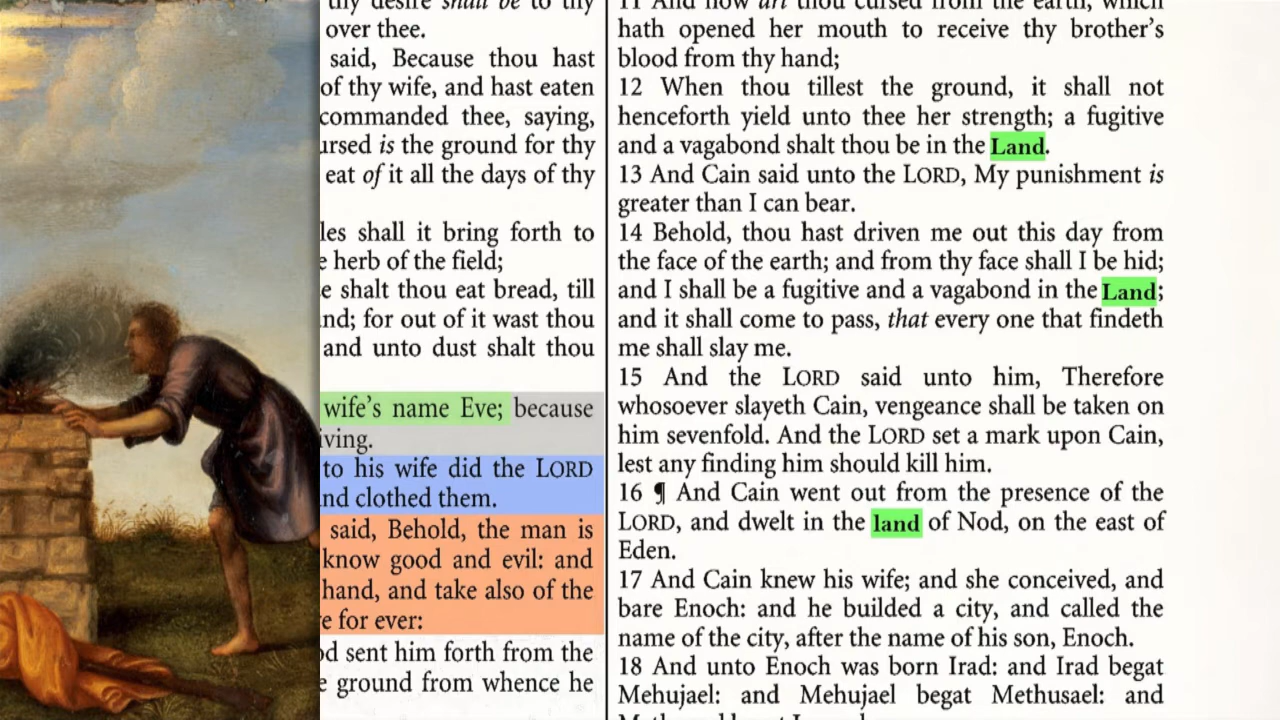 thy desire shall be to thy
over thee.
said, Because thou hast
of thy wife, and hast eaten
commanded thee, saying,
ursed is the ground for thy
eat of it all the days of thy
les shall it bring forth to
e herb of the field;
e shalt thou eat bread, till
nd; for out of it wast thou
and unto dust shalt thou
wife’s name Eve; because
iving.
to his wife did the LORD
nd clothed them.
said, Behold, the man is
know good and evil: and
hand, and take also of the
e for ever:
od sent him forth from the
e ground from whence he
11 And now art thou cursed from the earth, which
hath opened her mouth to receive thy brother’s
blood from thy hand;
12 When thou tillest the ground, it shall not
henceforth yield unto thee her strength; a fugitive
and a vagabond shalt thou be in the Land.
13 And Cain said unto the LORD, My punishment is
greater than I can bear.
14 Behold, thou hast driven me out this day from
the face of the earth; and from thy face shall I be hid;
and I shall be a fugitive and a vagabond in the Land;
and it shall come to pass, that every one that findeth
me shall slay me.
15 And the LORD said unto him, Therefore
whosoever slayeth Cain, vengeance shall be taken on
him sevenfold. And the LORD set a mark upon Cain,
lest any finding him should kill him.
16 ¶ And Cain went out from the presence of the
LORD, and dwelt in the land of Nod, on the east of
Eden.
17 And Cain knew his wife; and she conceived, and
bare Enoch: and he builded a city, and called the
name of the city, after the name of his son, Enoch.
18 And unto Enoch was born Irad: and Irad begat
Mehujael: and Mehujael begat Methusael: and